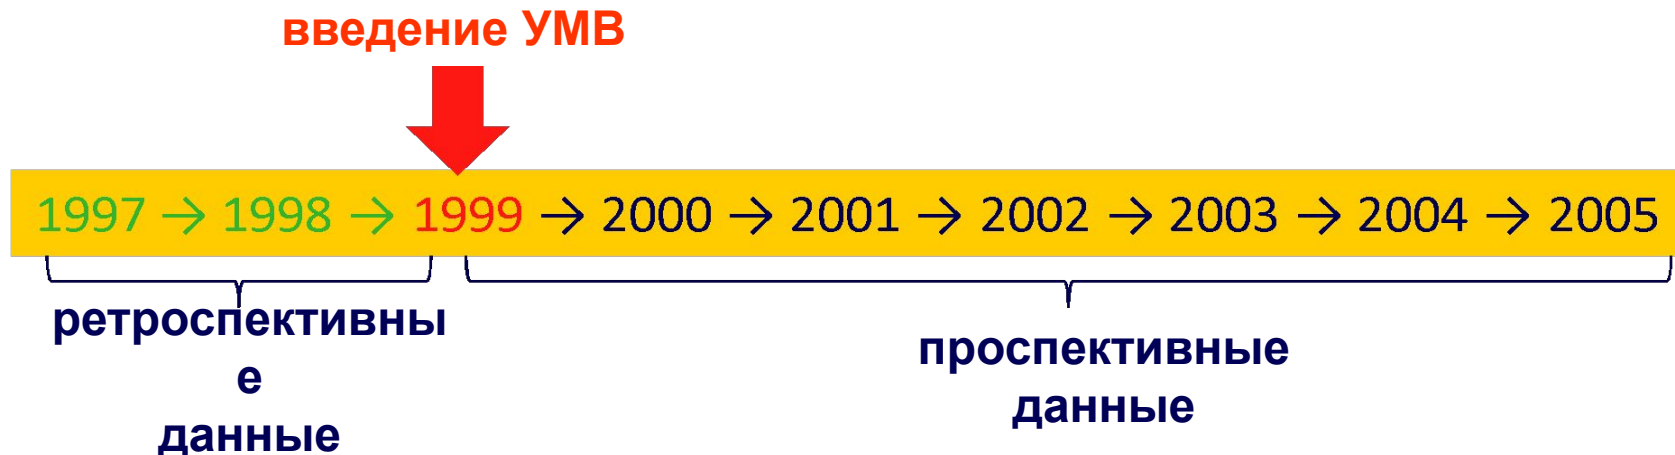 введение УМВ
1997 → 1998 → 1999 → 2000 → 2001 → 2002 → 2003 → 2004 → 2005
ретроспективны
е
данные
проспективные
данные